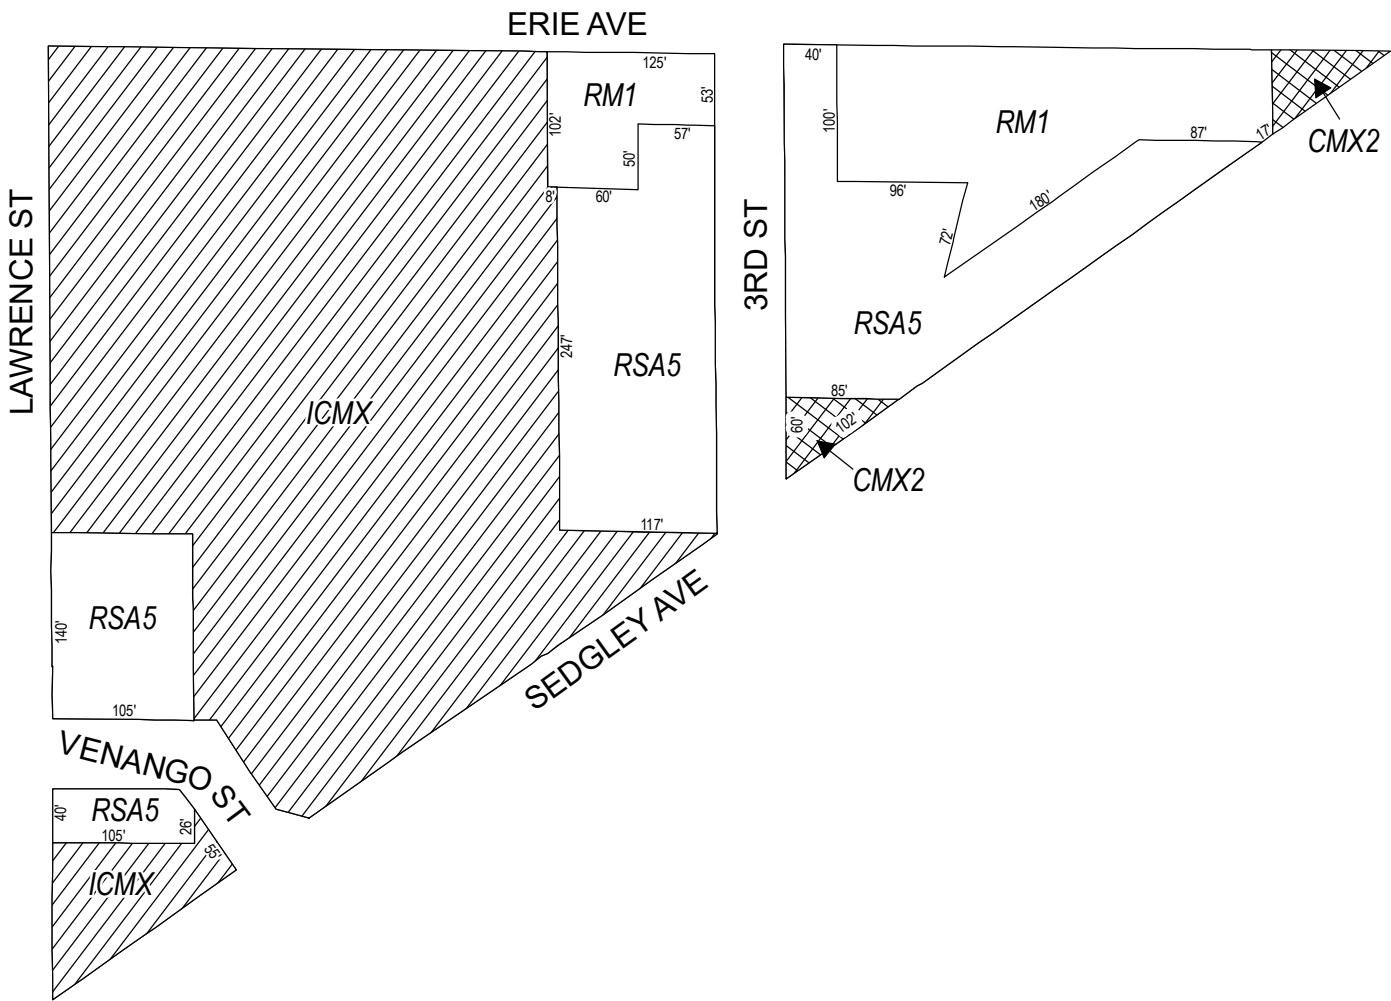 ERIE AVE
125'
RM1
53'
102'
57'
50'
8'
60'
LAWRENCE ST
247'
RSA5
ICMX
117'
RSA5
140'
105'
SEDGLEY AVE
VENANGO ST
40'
RSA5
26'
105'
55'
ICMX
3RD ST
40'
100'
RM1
87'
17'
CMX2
96'
180'
72'
RSA5
85'
60'
102'
CMX2